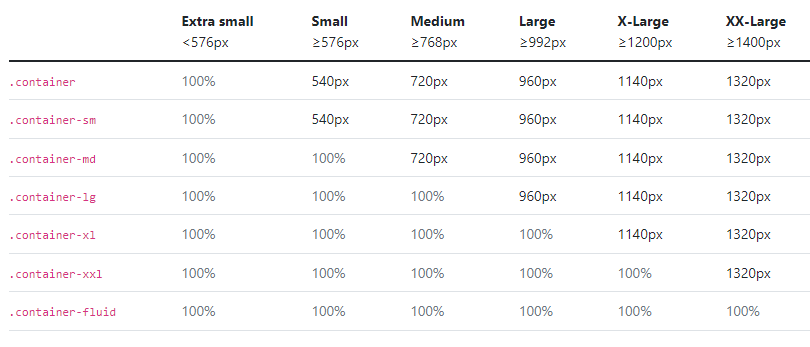 Extra small Small Medium Large X-Large XX-Large
<576px ≥576px ≥768px ≥992px ≥1200px ≥1400px
.container 100% 540px 720px 960px 1140px 1320px
.container-sm 100% 540px 720px 960px 1140px 1320px
.container-md 100% 100% 720px 960px 1140px 1320px
.container-lg 100% 100% 100% 960px 1140px 1320px
.container-xl 100% 100% 100% 100% 1140px 1320px
.container-xxl 100% 100% 100% 100% 100% 1320px
.container-fluid 100% 100% 100% 100% 100% 100%